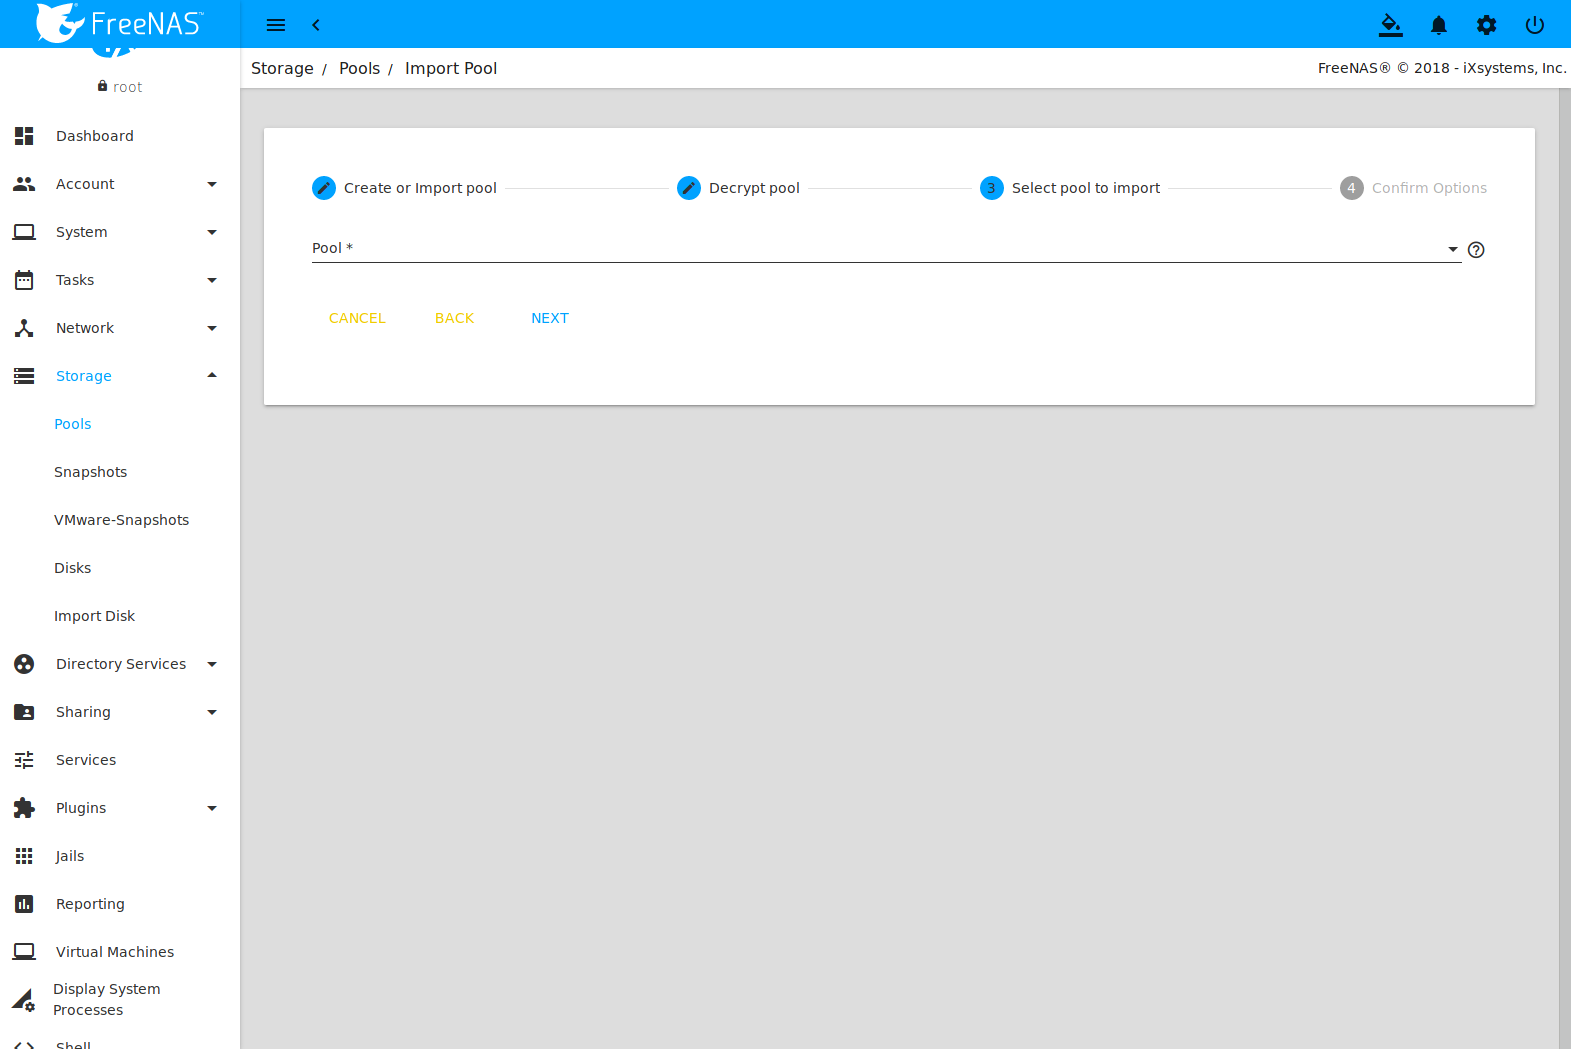 FreeNAS™
Storage / Pools / Import Pool
FreeNAS® © 2018 - iXsystems, Inc.
root
Dashboard
Account
System
Tasks
Network
Storage
Pools
Snapshots
VMware-Snapshots
Disks
Import Disk
Directory Services
Sharing
Services
Plugins
Jails
Reporting
Virtual Machines
Display System
Processes
Shell
Create or Import pool
Decrypt pool
3 Select pool to import
4 Confirm Options
Pool *
CANCEL BACK NEXT